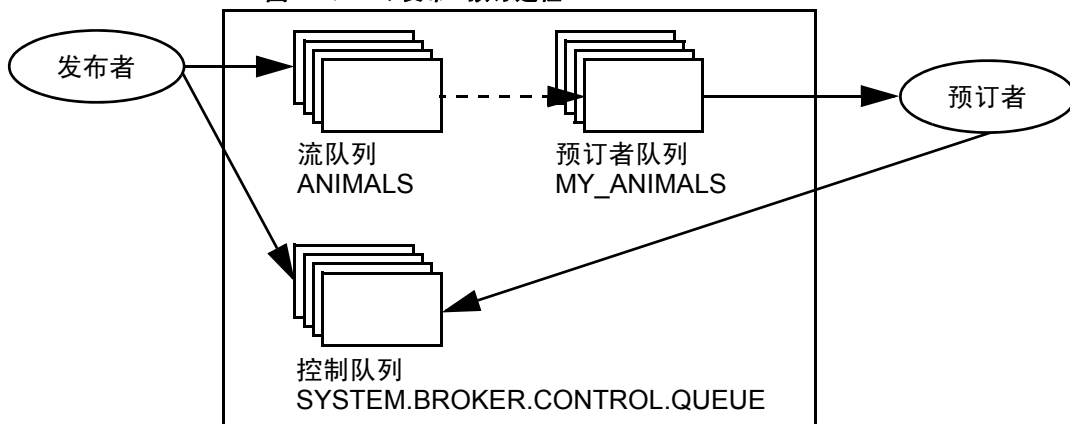 发布者
预订者
流队列
ANIMALS
预订者队列
MY_ANIMALS
控制队列
SYSTEM.BROKER.CONTROL.QUEUE